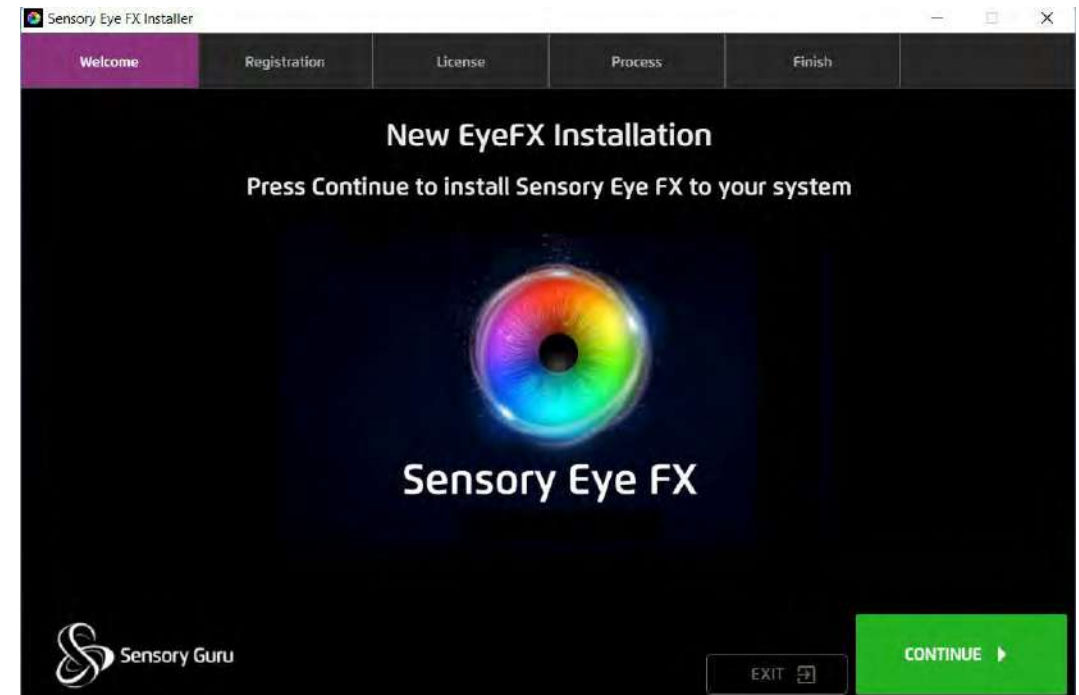 Sensory Eye FX Installer
Welcome Registration License Process Finish
New EyeFX Installation
Press Continue to install Sensory Eye FX to your system
Sensory Eye FX
Sensory Guru
EXIT
CONTINUE